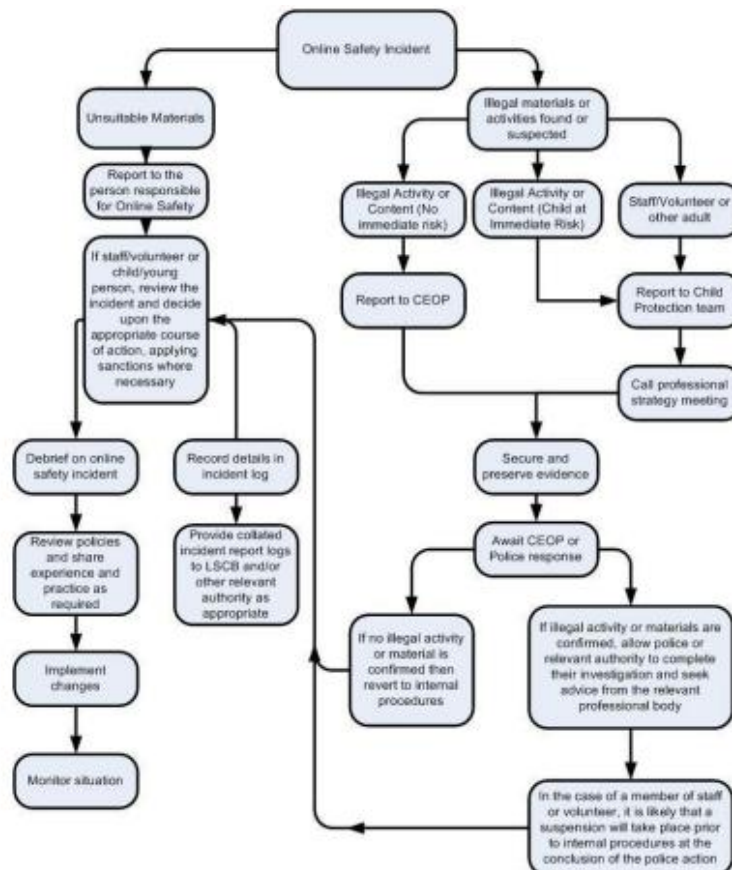 Online Safety Incident
Unsuitable Materials
Illegal materials or
activities found or
suspected
Report to the
person responsible
for Online Safety
Illegal Activity or
Content (No
immediate risk)
Illegal Activity or
Content (Child at
Immediate Risk)
Staff/Volunteer or
other adult
If staff/volunteer or
child/young
person, review the
incident and decide
upon the
appropriate course
of action, applying
sanctions where
necessary
Report to CEOP
Report to Child
Protection team
Call professional
strategy meeting
Debrief on online
safety incident
Record details in
incident log
Secure and
preserve evidence
Review policies
and share
experience and
practice as
required
Provide collated
incident report logs
to LSCB and/or
other relevant
authority as
appropriate
Await CEOP or
Police response
If no illegal activity
or material is
confirmed then
revert to internal
procedures
If illegal activity or materials are
confirmed, allow police or
relevant authority to complete
their investigation and seek
advice from the relevant
professional body
Implement
changes
Monitor situation
In the case of a member of staff
or volunteer, it is likely that a
suspension will take place prior
to internal procedures at the
conclusion of the police action